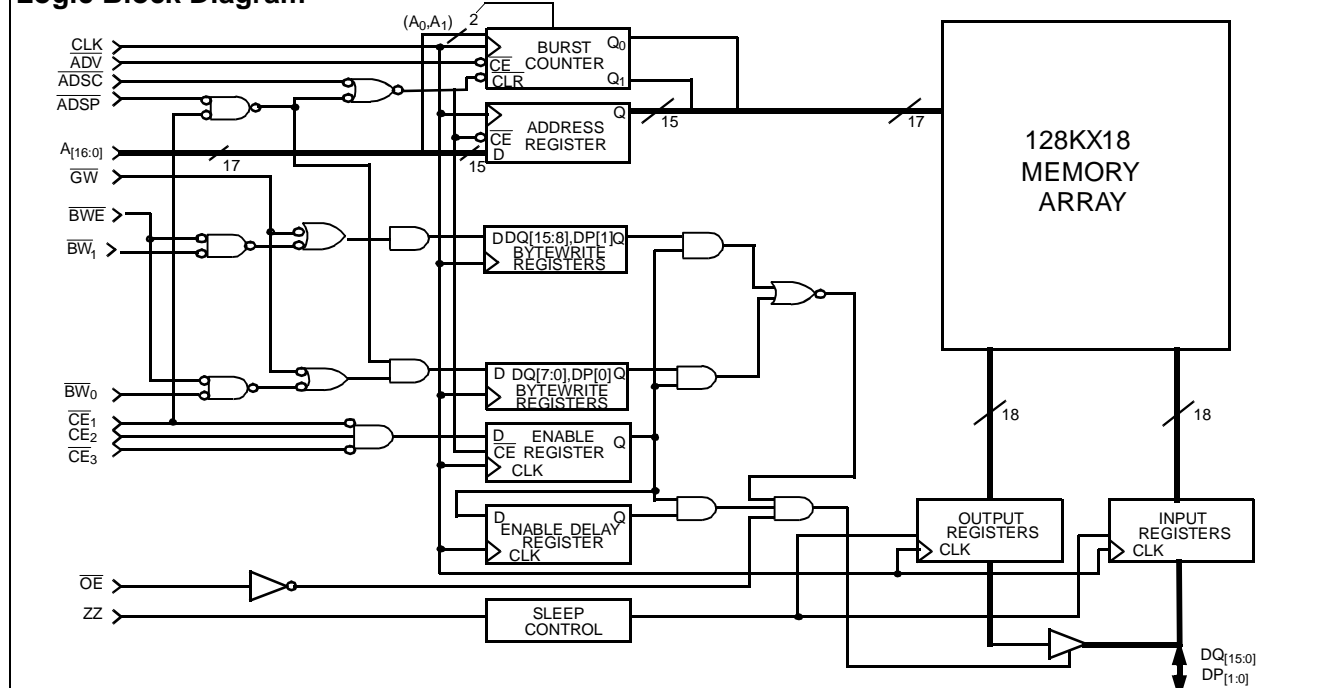 Logic Block Diagram
(A0,A1)
2
CLK
ADV
ADSC
ADSP
A[16:0]
17
GW
BWE
BW1
BW0
CE1
CE2
CE3
OE
ZZ
BURST
COUNTER
CE
CLR
Q0
Q1
ADDRESS
REGISTER
CE
D
Q
15
15
17
128KX18
MEMORY
ARRAY
D DQ[15:8],DP[1] Q
BYTEWRITE
REGISTERS
D DQ[7:0],DP[0] Q
BYTEWRITE
REGISTERS
D ENABLE Q
CE REGISTER
CLK
D Q
ENABLE DELAY
REGISTER
CLK
SLEEP
CONTROL
18
18
OUTPUT
REGISTERS
CLK
INPUT
REGISTERS
CLK
DQ[15:0]
DP[1:0]